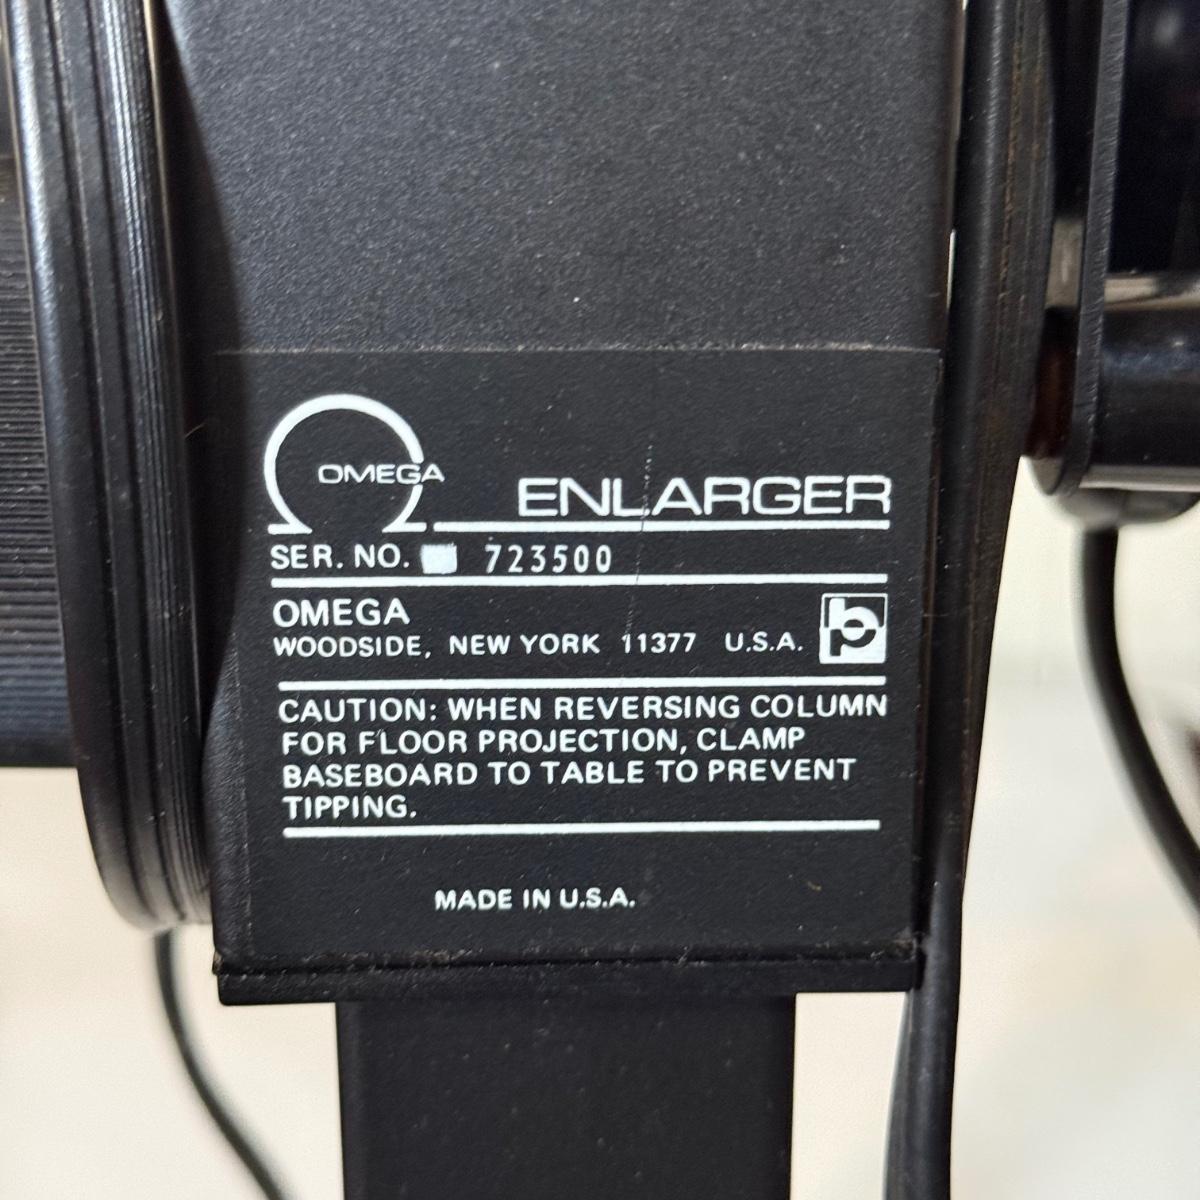 OMEGA
ENLARGER
SER. NO. 723500
OMEGA
WOODSIDE, NEW YORK 11377 U.S.A.
bp
CAUTION: WHEN REVERSING COLUMN
FOR FLOOR PROJECTION, CLAMP
BASEBOARD TO TABLE TO PREVENT
TIPPING.
MADE IN U.S.A.